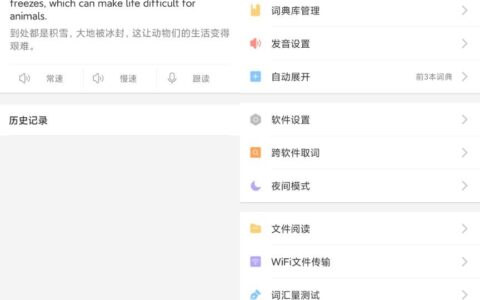 freezes, which can make life difficult for
animals.
到处都是积雪，大地被冰封，这让动物们的生活变得
艰难。
常速
慢速
跟读
历史记录
词典库管理
发音设置
自动展开
前3本词典
软件设置
跨软件取词
夜间模式
文件阅读
WiFi文件传输
词汇量测试